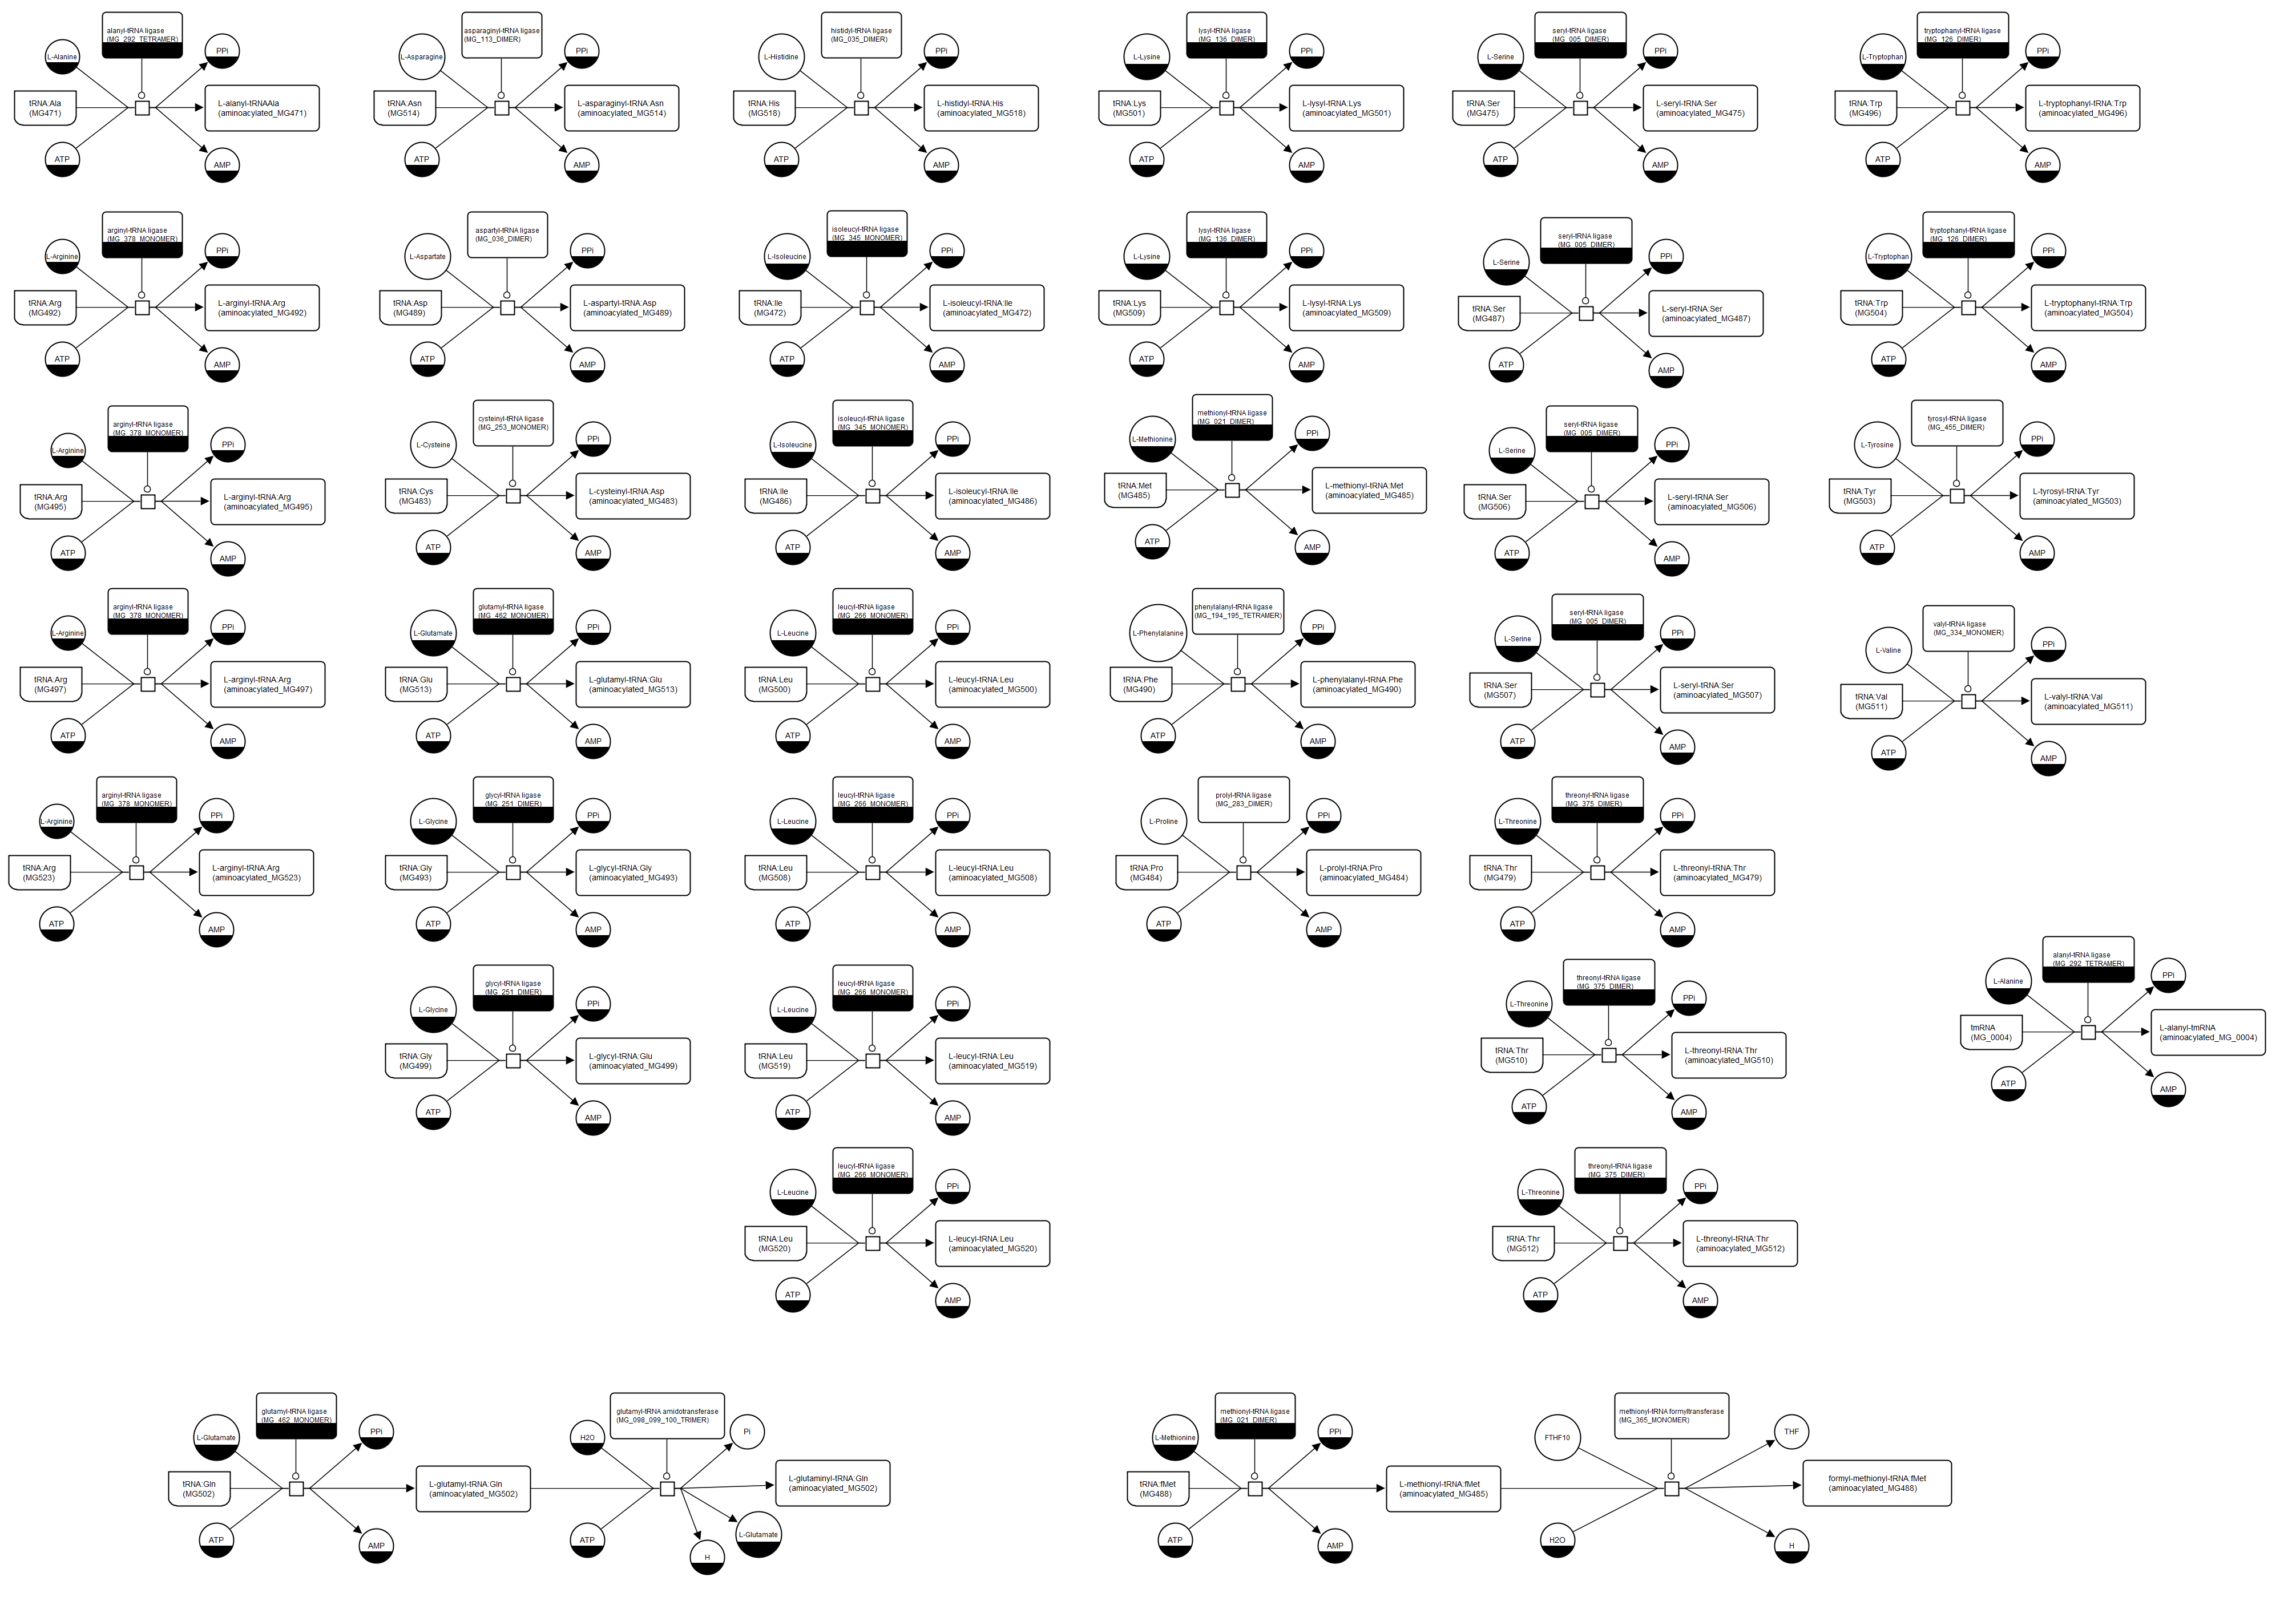 alanyl-tRNA ligase
(MG_292_TETRAMER)
L-Alanine
PPi
tRNA:Ala
(MG471)
L-alanyl-tRNAAla
(aminoacylated_MG471)
ATP
AMP
asparaginyl-tRNA ligase
(MG_113_DIMER)
L-Asparagine
PPi
tRNA:Asn
(MG514)
L-asparaginyl-tRNA:Asn
(aminoacylated_MG514)
ATP
AMP
histidyl-tRNA ligase
(MG_035_DIMER)
L-Histidine
PPi
tRNA:His
(MG518)
L-histidyl-tRNA:His
(aminoacylated_MG518)
ATP
AMP
lysyl-tRNA ligase
(MG_136_DIMER)
L-Lysine
PPi
tRNA:Lys
(MG501)
L-lysyl-tRNA:Lys
(aminoacylated_MG501)
ATP
AMP
seryl-tRNA ligase
(MG_005_DIMER)
L-Serine
PPi
tRNA:Ser
(MG475)
L-seryl-tRNA:Ser
(aminoacylated_MG475)
ATP
AMP
tryptophanyl-tRNA ligase
(MG_126_DIMER)
L-Tryptophan
PPi
tRNA:Trp
(MG496)
L-tryptophanyl-tRNA:Trp
(aminoacylated_MG496)
ATP
AMP
arginyl-tRNA ligase
(MG_378_MONOMER)
L-Arginine
PPi
tRNA:Arg
(MG492)
L-arginyl-tRNA:Arg
(aminoacylated_MG492)
ATP
AMP
aspartyl-tRNA ligase
(MG_036_DIMER)
L-Aspartate
PPi
tRNA:Asp
(MG489)
L-aspartyl-tRNA:Asp
(aminoacylated_MG489)
ATP
AMP
isoleucyl-tRNA ligase
(MG_345_MONOMER)
L-Isoleucine
PPi
tRNA:Ile
(MG472)
L-isoleucyl-tRNA:Ile
(aminoacylated_MG472)
ATP
AMP
lysyl-tRNA ligase
(MG_136_DIMER)
L-Lysine
PPi
tRNA:Lys
(MG509)
L-lysyl-tRNA:Lys
(aminoacylated_MG509)
ATP
AMP
seryl-tRNA ligase
(MG_005_DIMER)
L-Serine
PPi
tRNA:Ser
(MG487)
L-seryl-tRNA:Ser
(aminoacylated_MG487)
ATP
AMP
tryptophanyl-tRNA ligase
(MG_126_DIMER)
L-Tryptophan
PPi
tRNA:Trp
(MG504)
L-tryptophanyl-tRNA:Trp
(aminoacylated_MG504)
ATP
AMP
arginyl-tRNA ligase
(MG_378_MONOMER)
L-Arginine
PPi
tRNA:Arg
(MG495)
L-arginyl-tRNA:Arg
(aminoacylated_MG495)
ATP
AMP
cysteinyl-tRNA ligase
(MG_253_MONOMER)
L-Cysteine
PPi
tRNA:Cys
(MG483)
L-cysteinyl-tRNA:Asp
(aminoacylated_MG483)
ATP
AMP
isoleucyl-tRNA ligase
(MG_345_MONOMER)
L-Isoleucine
PPi
tRNA:Ile
(MG486)
L-isoleucyl-tRNA:Ile
(aminoacylated_MG486)
ATP
AMP
methionyl-tRNA ligase
(MG_021_DIMER)
L-Methionine
PPi
tRNA:Met
(MG485)
L-methionyl-tRNA:Met
(aminoacylated_MG485)
ATP
AMP
seryl-tRNA ligase
(MG_005_DIMER)
L-Serine
PPi
tRNA:Ser
(MG506)
L-seryl-tRNA:Ser
(aminoacylated_MG506)
ATP
AMP
tyrosyl-tRNA ligase
(MG_455_DIMER)
L-Tyrosine
PPi
tRNA:Tyr
(MG503)
L-tyrosyl-tRNA:Tyr
(aminoacylated_MG503)
ATP
AMP
arginyl-tRNA ligase
(MG_378_MONOMER)
L-Arginine
PPi
tRNA:Arg
(MG497)
L-arginyl-tRNA:Arg
(aminoacylated_MG497)
ATP
AMP
glutamyl-tRNA ligase
(MG_462_MONOMER)
L-Glutamate
PPi
tRNA:Glu
(MG513)
L-glutamyl-tRNA:Glu
(aminoacylated_MG513)
ATP
AMP
leucyl-tRNA ligase
(MG_266_MONOMER)
L-Leucine
PPi
tRNA:Leu
(MG500)
L-leucyl-tRNA:Leu
(aminoacylated_MG500)
ATP
AMP
phenylalanyl-tRNA ligase
(MG_194_195_TETRAMER)
L-Phenylalanine
PPi
tRNA:Phe
(MG490)
L-phenylalanyl-tRNA:Phe
(aminoacylated_MG490)
ATP
AMP
seryl-tRNA ligase
(MG_005_DIMER)
L-Serine
PPi
tRNA:Ser
(MG507)
L-seryl-tRNA:Ser
(aminoacylated_MG507)
ATP
AMP
valyl-tRNA ligase
(MG_334_MONOMER)
L-Valine
PPi
tRNA:Val
(MG511)
L-valyl-tRNA:Val
(aminoacylated_MG511)
ATP
AMP
arginyl-tRNA ligase
(MG_378_MONOMER)
L-Arginine
PPi
tRNA:Arg
(MG523)
L-arginyl-tRNA:Arg
(aminoacylated_MG523)
ATP
AMP
glycyl-tRNA ligase
(MG_251_DIMER)
L-Glycine
PPi
tRNA:Gly
(MG493)
L-glycyl-tRNA:Gly
(aminoacylated_MG493)
ATP
AMP
leucyl-tRNA ligase
(MG_266_MONOMER)
L-Leucine
PPi
tRNA:Leu
(MG508)
L-leucyl-tRNA:Leu
(aminoacylated_MG508)
ATP
AMP
prolyl-tRNA ligase
(MG_283_DIMER)
L-Proline
PPi
tRNA:Pro
(MG484)
L-prolyl-tRNA:Pro
(aminoacylated_MG484)
ATP
AMP
threonyl-tRNA ligase
(MG_375_DIMER)
L-Threonine
PPi
tRNA:Thr
(MG479)
L-threonyl-tRNA:Thr
(aminoacylated_MG479)
ATP
AMP
glycyl-tRNA ligase
(MG_251_DIMER)
L-Glycine
PPi
tRNA:Gly
(MG499)
L-glycyl-tRNA:Glu
(aminoacylated_MG499)
ATP
AMP
leucyl-tRNA ligase
(MG_266_MONOMER)
L-Leucine
PPi
tRNA:Leu
(MG519)
L-leucyl-tRNA:Leu
(aminoacylated_MG519)
ATP
AMP
threonyl-tRNA ligase
(MG_375_DIMER)
L-Threonine
PPi
tRNA:Thr
(MG510)
L-threonyl-tRNA:Thr
(aminoacylated_MG510)
ATP
AMP
alanyl-tRNA ligase
(MG_292_TETRAMER)
L-Alanine
PPi
tmRNA
(MG_0004)
L-alanyl-tmRNA
(aminoacylated_MG_0004)
ATP
AMP
leucyl-tRNA ligase
(MG_266_MONOMER)
L-Leucine
PPi
tRNA:Leu
(MG520)
L-leucyl-tRNA:Leu
(aminoacylated_MG520)
ATP
AMP
threonyl-tRNA ligase
(MG_375_DIMER)
L-Threonine
PPi
tRNA:Thr
(MG512)
L-threonyl-tRNA:Thr
(aminoacylated_MG512)
ATP
AMP
glutamyl-tRNA ligase
(MG_462_MONOMER)
L-Glutamate
PPi
tRNA:Gln
(MG502)
L-glutamyl-tRNA:Gln
(aminoacylated_MG502)
ATP
AMP
glutamyl-tRNA amidotransferase
(MG_098_099_100_TRIMER)
H2O
Pi
L-glutaminyl-tRNA:Gln
(aminoacylated_MG502)
ATP
L-Glutamate
H
methionyl-tRNA ligase
(MG_021_DIMER)
L-Methionine
PPi
tRNA:fMet
(MG488)
L-methionyl-tRNA:fMet
(aminoacylated_MG485)
ATP
AMP
methionyl-tRNA formyltransferase
(MG_365_MONOMER)
FTHF10
THF
formyl-methionyl-tRNA:fMet
(aminoacylated_MG488)
H2O
H